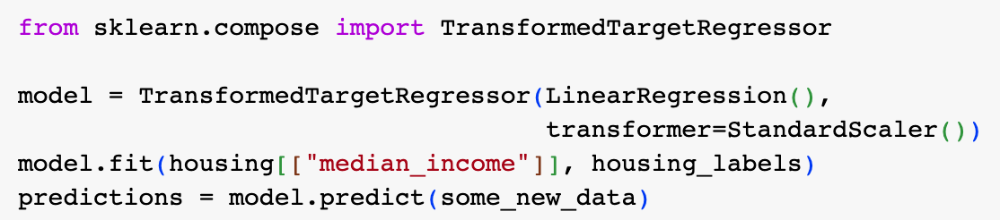 from sklearn.compose import TransformedTargetRegressor

model = TransformedTargetRegressor(LinearRegression(),
                                   transformer=StandardScaler())
model.fit(housing[["median_income"]], housing_labels)
predictions = model.predict(some_new_data)